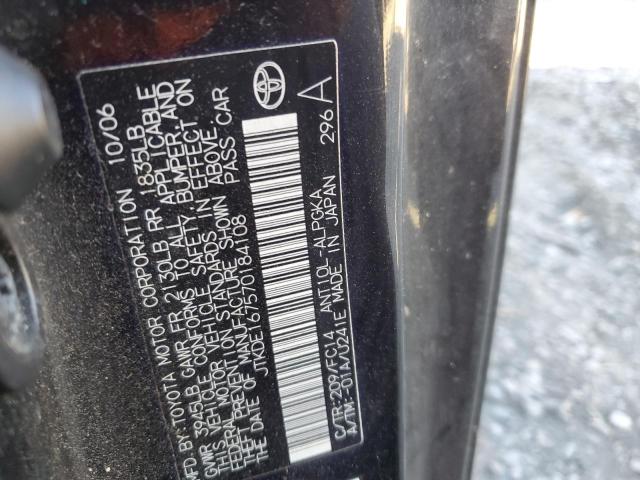 MFD.BY:TOYOTA MOTOR CORPORATION 10/06
GVWR 3945LB GAWR FR 2130LB RR 1835LB
THIS VEHICLE CONFORMS TO ALL APPLICABLE
U.S. MOTOR VEHICLE SAFETY, BUMPER, AND
FEDERAL THEFT PREVENTION STANDARDS IN EFFECT ON
THE DATE OF MANUFACTURE SHOWN ABOVE
JTKDE167570184108 PASS CAR
C/TR:209/FC14 ANT10L-ALPGKA
A/TM:-01A/U241E MADE IN JAPAN 296 A